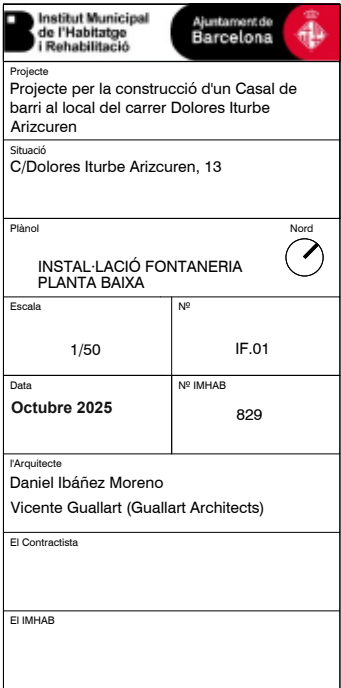 Institut Municipal
de l'Habitatge
i Rehabilitació
Ajuntament de
Barcelona
Projecte
Projecte per la construcció d'un Casal de
barri al local del carrer Dolores Iturbe
Arizcuren
Situació
C/Dolores Iturbe Arizcuren, 13
Plànol
Nord
INSTAL·LACIÓ FONTANERIA
PLANTA BAIXA
Escala
Nº
1/50
IF.01
Data
Nº IMHAB
Octubre 2025
829
l'Arquitecte
Daniel Ibáñez Moreno
Vicente Guallart (Guallart Architects)
El Contractista
El IMHAB